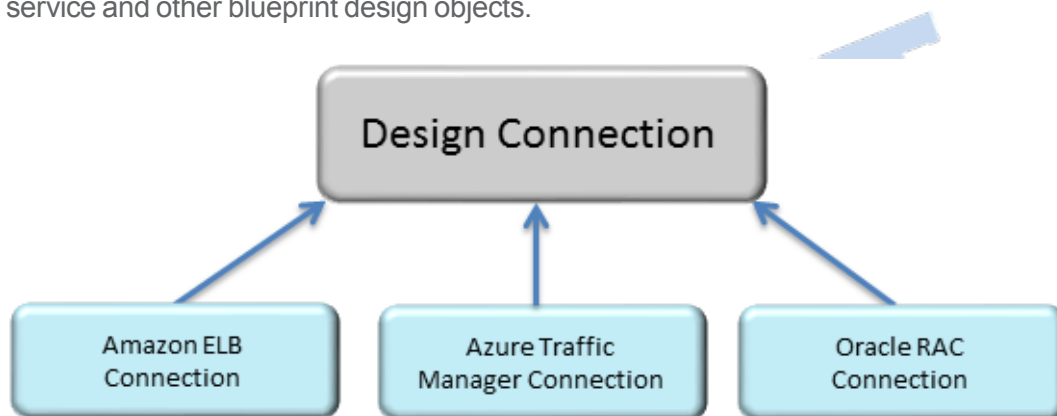 service and other blueprint design objects.
Design Connection
Amazon ELB
Connection
Azure Traffic
Manager Connection
Oracle RAC
Connection